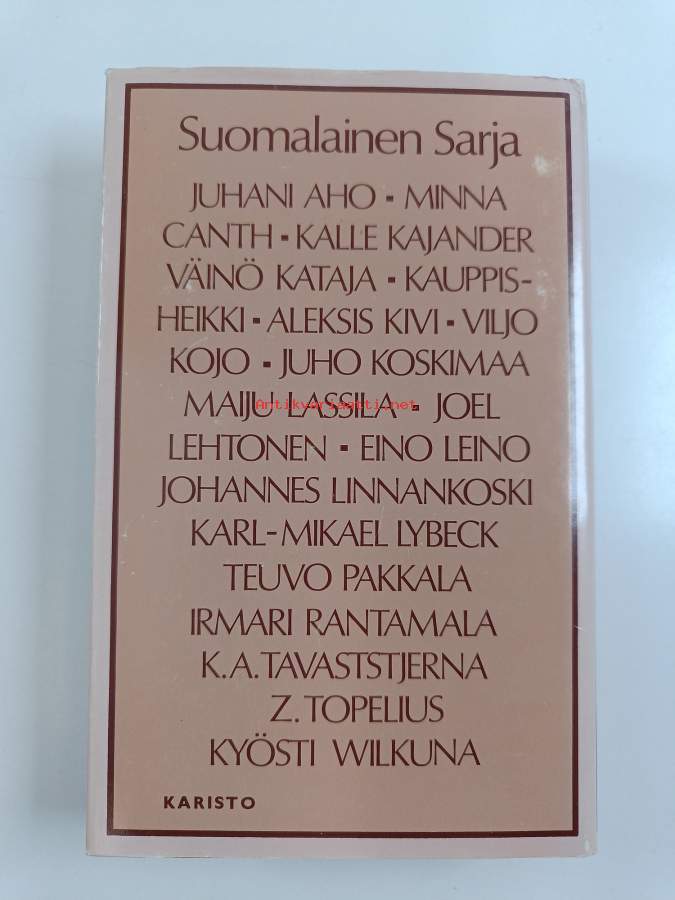 Suomalainen Sarja
JUHANI AHO ▪ MINNA
CANTH ▪ KALLE KAJANDER
VÄINÖ KATAJA ▪ KAUPPIS-
HEIKKI ▪ ALEKSIS KIVI ▪ VILJO
KOJO ▪ JUHO KOSKIMAA
MAIJU LASSILA ▪ JOEL
Antikvariaatti.net
LEHTONEN ▪ EINO LEINO
JOHANNES LINNANKOSKI
KARL-MIKAEL LYBECK
TEUVO PAKKALA
IRMARI RANTAMALA
K.A.TAVASTSTJERNA
Z.TOPELIUS
KYÖSTI WILKUNA
KARISTO